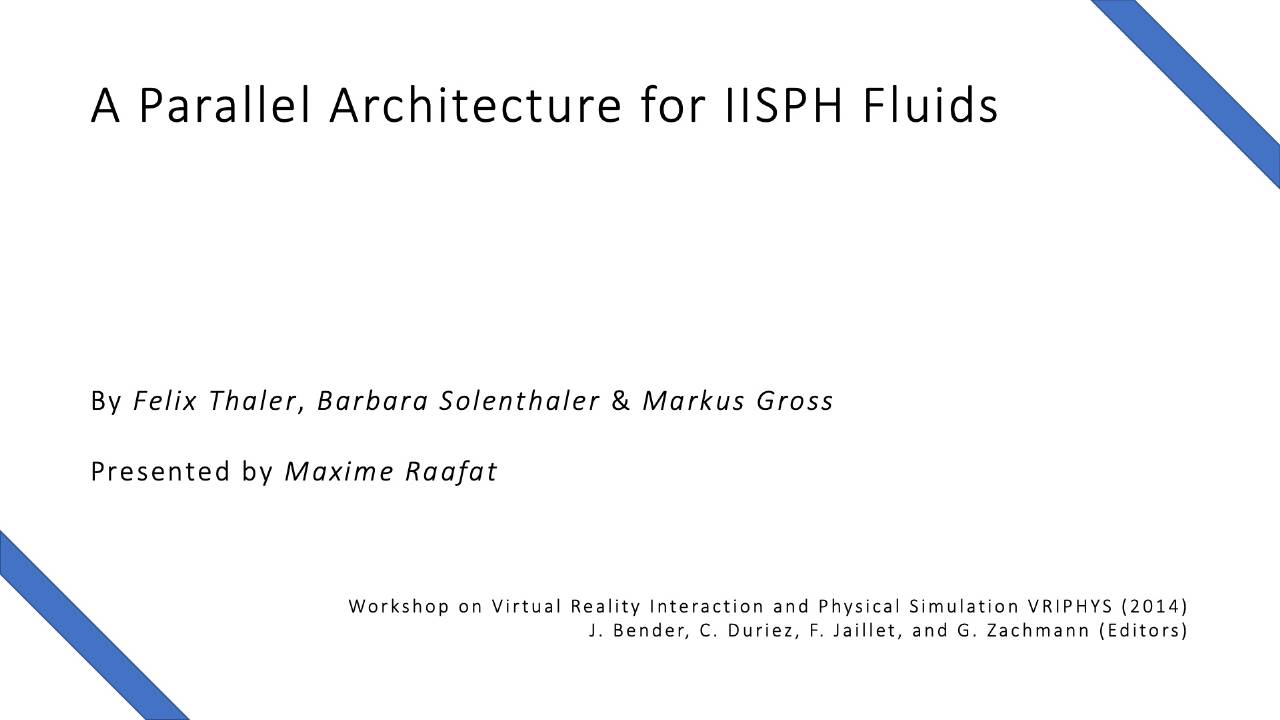 A Parallel Architecture for IISPH Fluids
By Felix Thaler, Barbara Solenthaler & Markus Gross
Presented by Maxime Raafat
Workshop on Virtual Reality Interaction and Physical Simulation VRIPHYS (2014)
J. Bender, C. Duriez, F. Jaillet, and G. Zachmann (Editors)